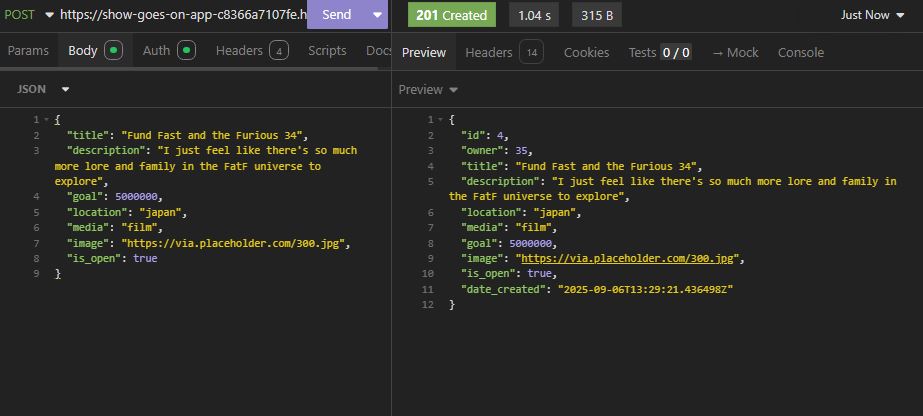 POST https://show-goes-on-app-c8366a7107fe.h Send
Params Body Auth Headers 4 Scripts Docs
JSON
1 {
2 "title": "Fund Fast and the Furious 34",
3 "description": "I just feel like there's so much
more lore and family in the FatF universe to
explore",
4 "goal": 5000000,
5 "location": "japan",
6 "media": "film",
7 "image": "https://via.placeholder.com/300.jpg",
8 "is_open": true
9 }
201 Created 1.04 s 315 B Just Now
Preview Headers 14 Cookies Tests 0 / 0 → Mock Console
Preview
1 {
2 "id": 4,
3 "owner": 35,
4 "title": "Fund Fast and the Furious 34",
5 "description": "I just feel like there's so much more lore and family in
the FatF universe to explore",
6 "location": "japan",
7 "media": "film",
8 "goal": 5000000,
9 "image": "https://via.placeholder.com/300.jpg",
10 "is_open": true,
11 "date_created": "2025-09-06T13:29:21.436498Z"
12 }